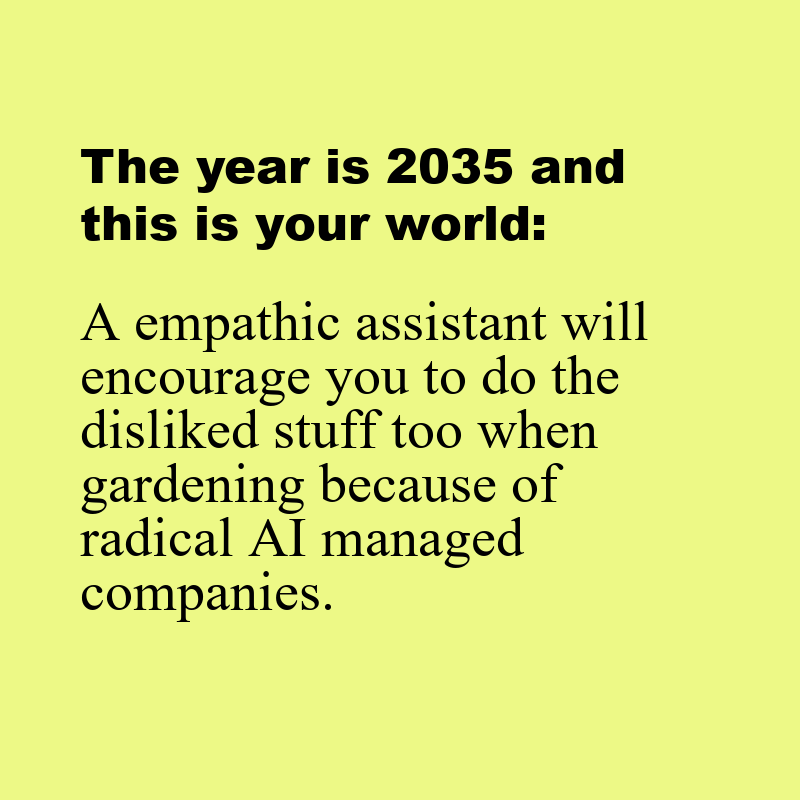 The year is 2035 and
this is your world:
A empathic assistant will
encourage you to do the
disliked stuff too when
gardening because of
radical AI managed
companies.